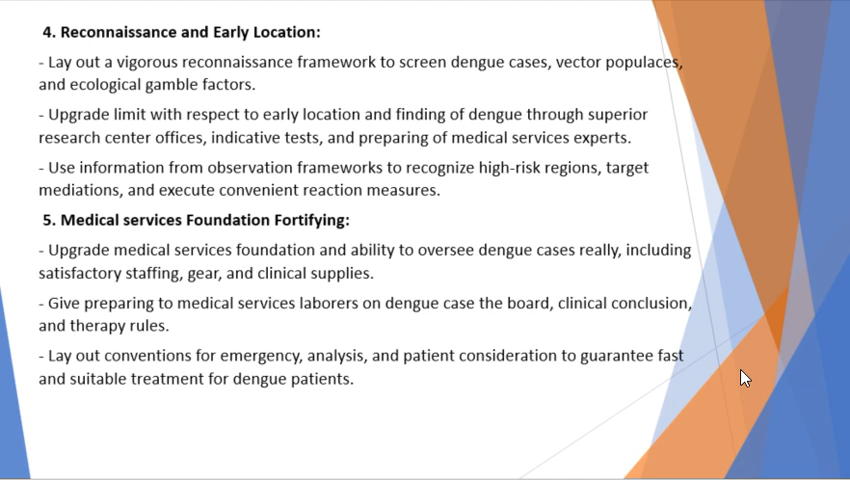 4. Reconnaissance and Early Location:
- Lay out a vigorous reconnaissance framework to screen dengue cases, vector populaces,
and ecological gamble factors.
- Upgrade limit with respect to early location and finding of dengue through superior
research center offices, indicative tests, and preparing of medical services experts.
- Use information from observation frameworks to recognize high-risk regions, target
mediations, and execute convenient reaction measures.
5. Medical services Foundation Fortifying:
- Upgrade medical services foundation and ability to oversee dengue cases really, including
satisfactory staffing, gear, and clinical supplies.
- Give preparing to medical services laborers on dengue case the board, clinical conclusion,
and therapy rules.
- Lay out conventions for emergency, analysis, and patient consideration to guarantee fast
and suitable treatment for dengue patients.